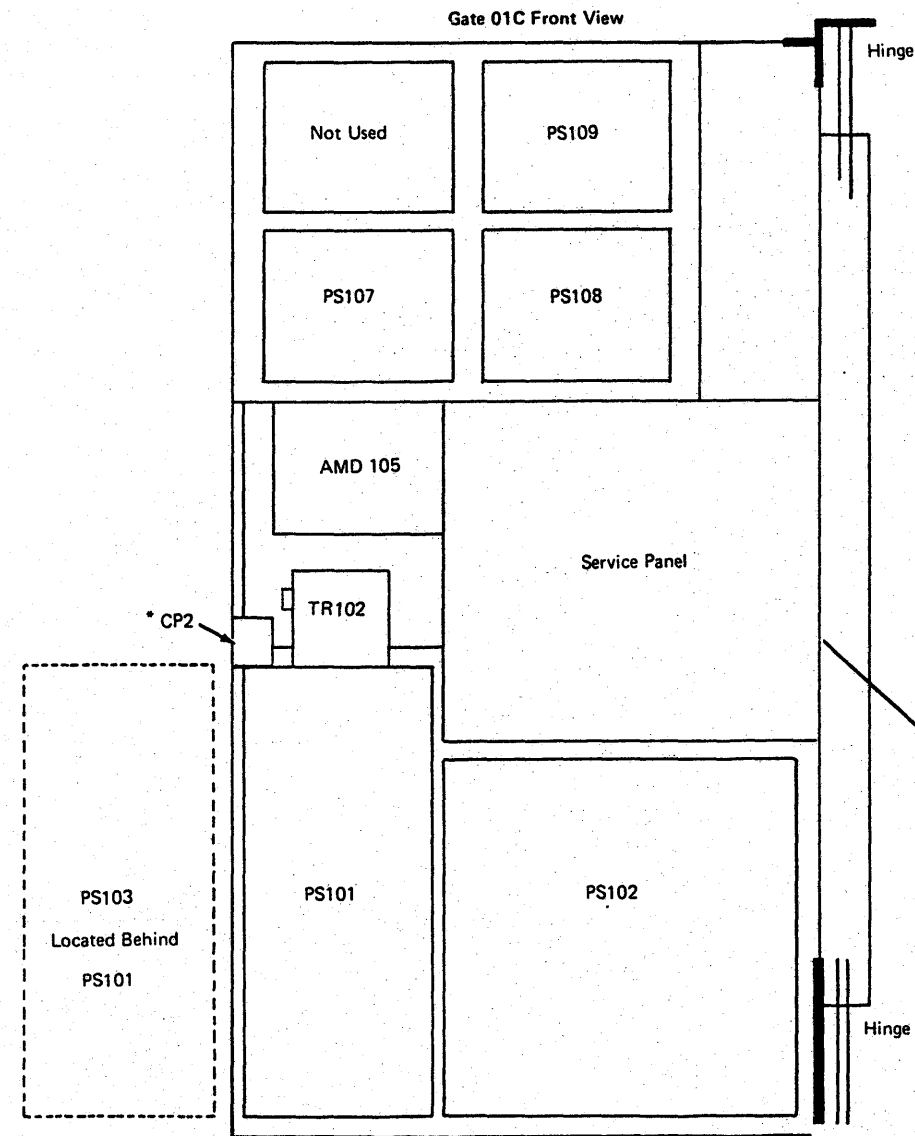 Gate 01C Front View
Hinge
Not Used
PS109
PS107
PS108
AMD 105
Service Panel
TR102
* CP2
PS103
Located Behind
PS101
PS101
PS102
Hinge